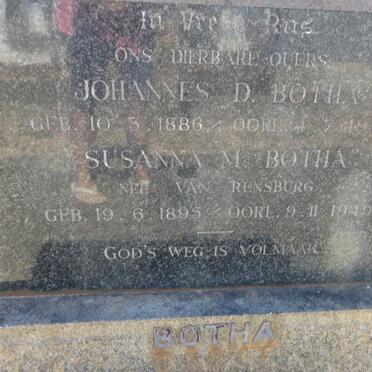 In Vrede Rus
ONS DIERBARE OUERS
JOHANNES D. BOTHA
GEB. 10. 3. 1886 OORL.
SUSANNA M. BOTHA
NEE VAN RENSBURG
GEB. 19. 6. 1895 OORL. 9. 11. 1949
GOD'S WEG IS VOLMAAK
BOTHA